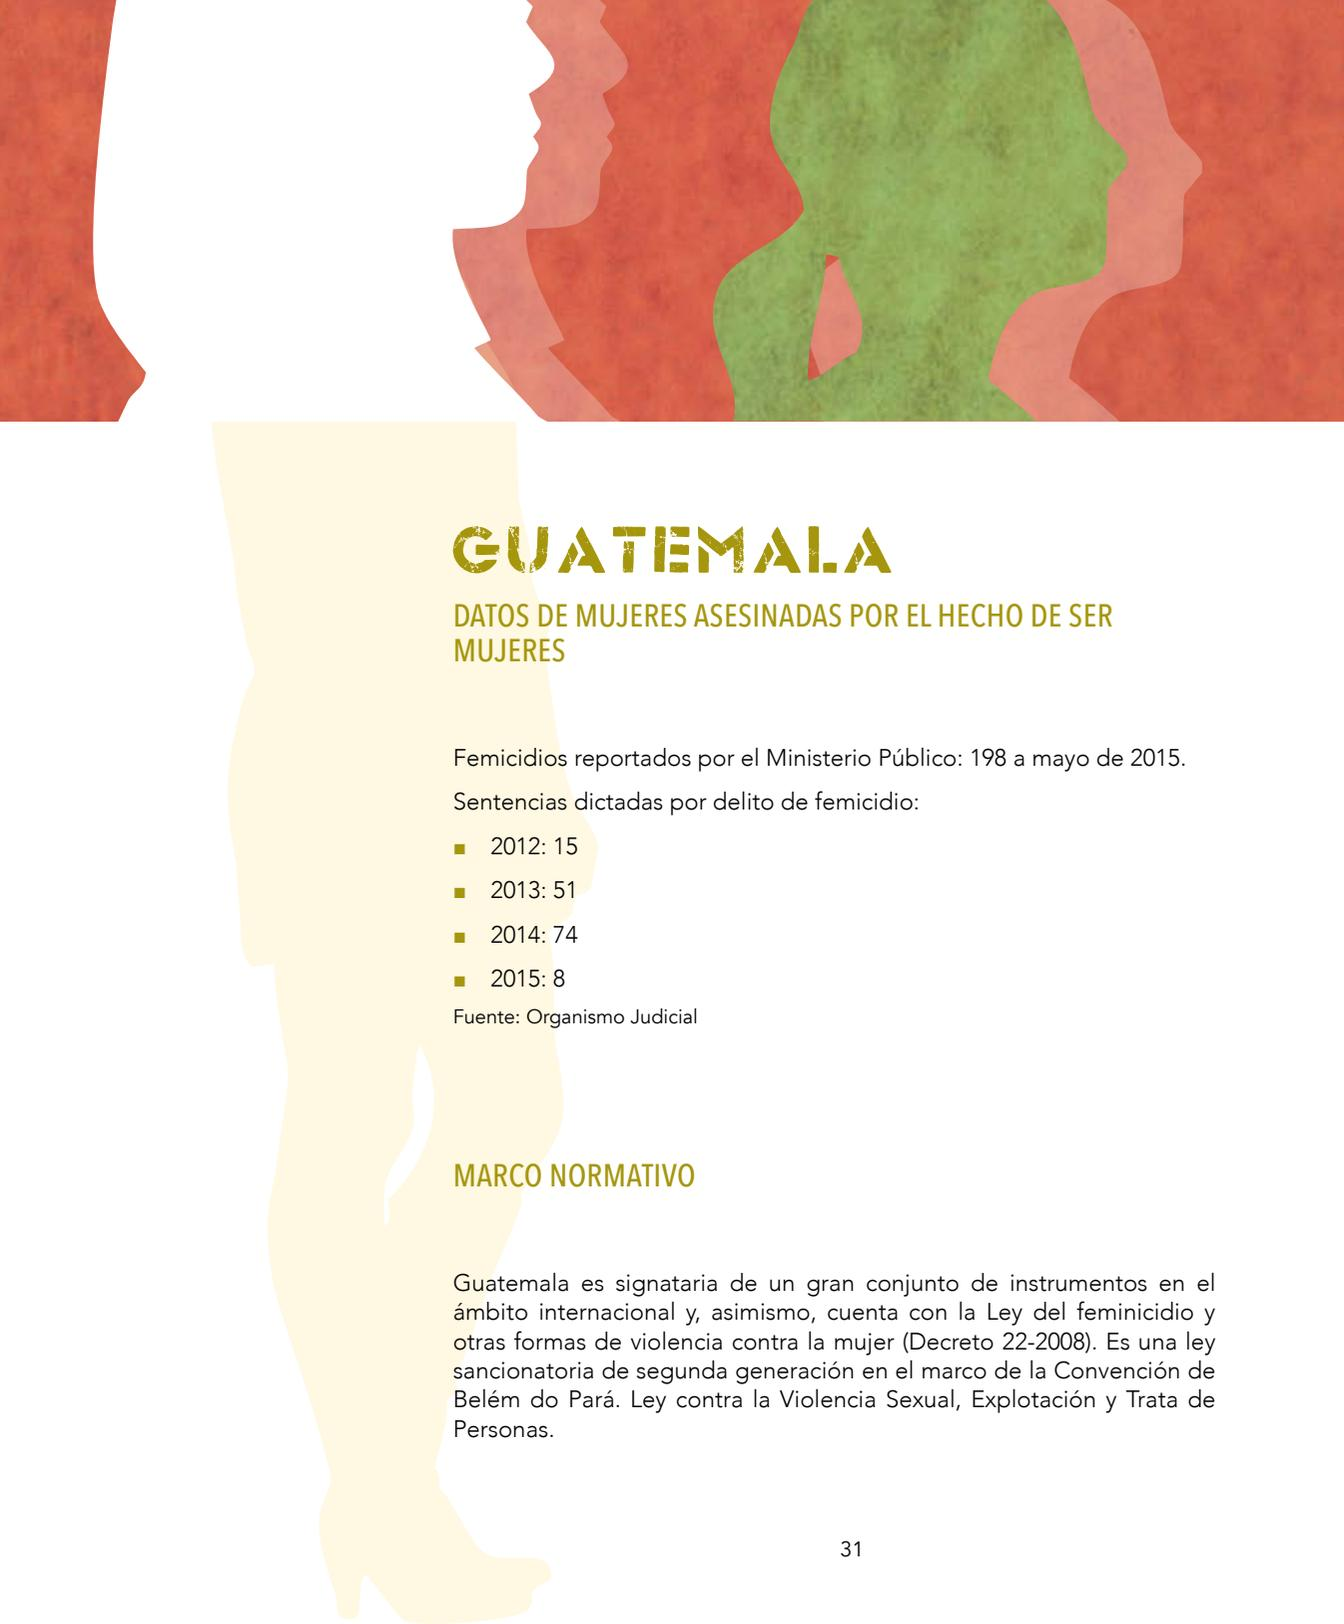 GUATEMALA
DATOS DE MUJERES ASESINADAS POR EL HECHO DE SER
MUJERES
Femicidios reportados por el Ministerio Público: 198 a mayo de 2015.
Sentencias dictadas por delito de femicidio:
■ 2012: 15
■ 2013: 51
■ 2014: 74
■ 2015: 8
Fuente: Organismo Judicial
MARCO NORMATIVO
Guatemala es signataria de un gran conjunto de instrumentos en el
ámbito internacional y, asimismo, cuenta con la Ley del feminicidio y
otras formas de violencia contra la mujer (Decreto 22-2008). Es una ley
sancionatoria de segunda generación en el marco de la Convención de
Belém do Pará. Ley contra la Violencia Sexual, Explotación y Trata de
Personas.
31